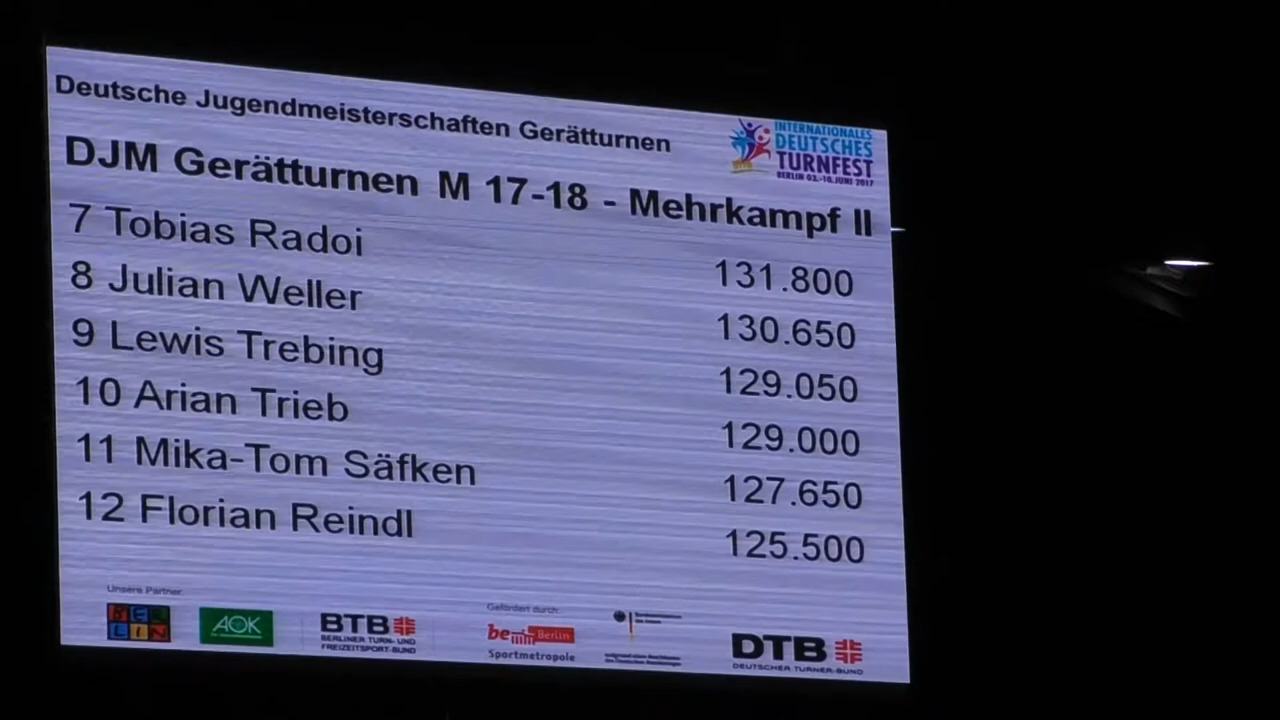 Deutsche Jugendmeisterschaften Gerätturnen
INTERNATIONALES
DEUTSCHES
TURNFEST
BERLIN 03.-10. JUNI 2017
DJM Gerätturnen M 17-18 - Mehrkampf II
7 Tobias Radoi 131.800
8 Julian Weller 130.650
9 Lewis Trebing 129.050
10 Arian Trieb 129.000
11 Mika-Tom Säfken 127.650
12 Florian Reindl 125.500
Unsere Partner:
BERLIN
AOK
BTB
BERLINER TURN- UND
FREIZEITSPORT-BUND
Gefördert durch:
be Berlin
Sportmetropole
DTB
DEUTSCHER TURNER-BUND